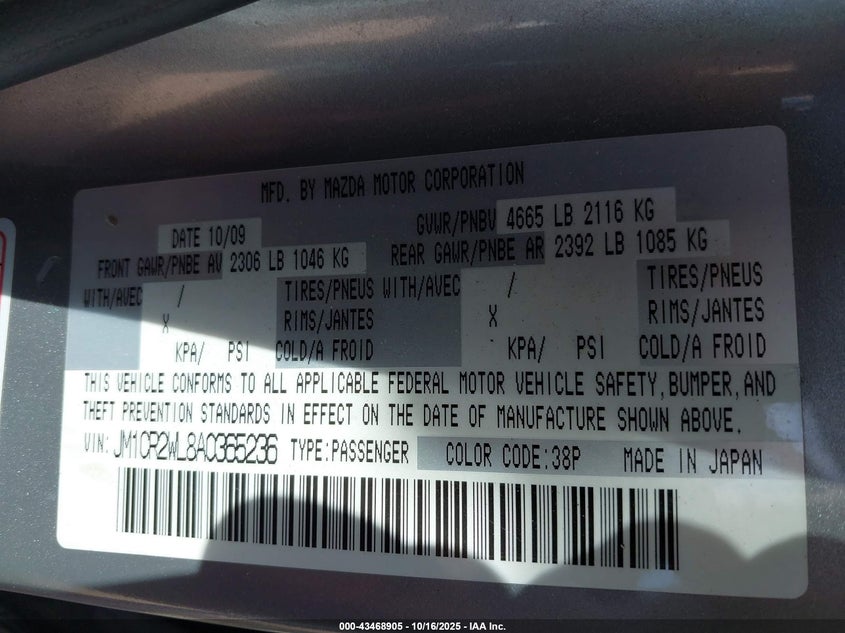 MFD. BY MAZDA MOTOR CORPORATION
DATE 10/09 GVWR/PNBV 4665 LB 2116 KG
FRONT GAWR/PNBE AV 2306 LB 1046 KG REAR GAWR/PNBE AR 2392 LB 1085 KG
WITH/AVEC / TIRES/PNEUS WITH/AVEC / TIRES/PNEUS
X RIMS/JANTES X RIMS/JANTES
KPA/ PSI COLD/A FROID KPA/ PSI COLD/A FROID
THIS VEHICLE CONFORMS TO ALL APPLICABLE FEDERAL MOTOR VEHICLE SAFETY, BUMPER, AND
THEFT PREVENTION STANDARDS IN EFFECT ON THE DATE OF MANUFACTURE SHOWN ABOVE.
VIN: JM1CR2WL8A0365236 TYPE:PASSENGER COLOR CODE:38P MADE IN JAPAN
000-43468905 - 10/16/2025 - IAA Inc.